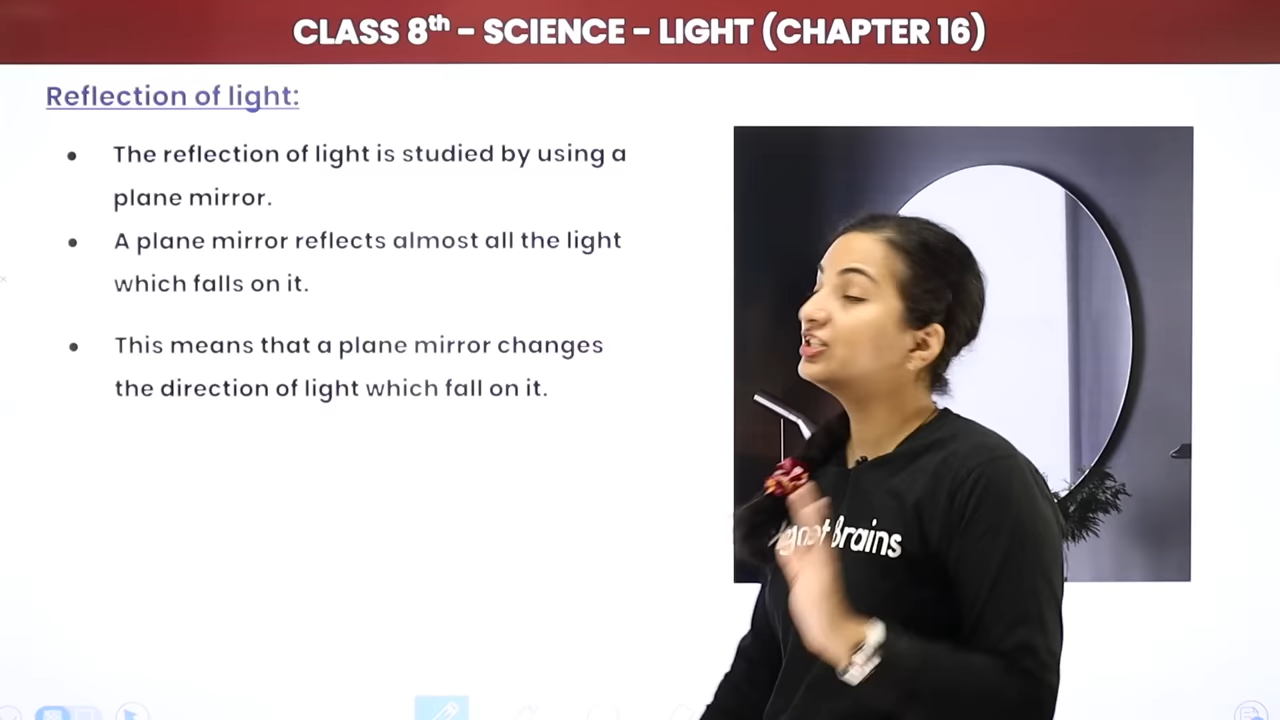 CLASS 8th – SCIENCE – LIGHT (CHAPTER 16)
Reflection of light:
• The reflection of light is studied by using a
plane mirror.
• A plane mirror reflects almost all the light
which falls on it.
• This means that a plane mirror changes
the direction of light which fall on it.
Brains